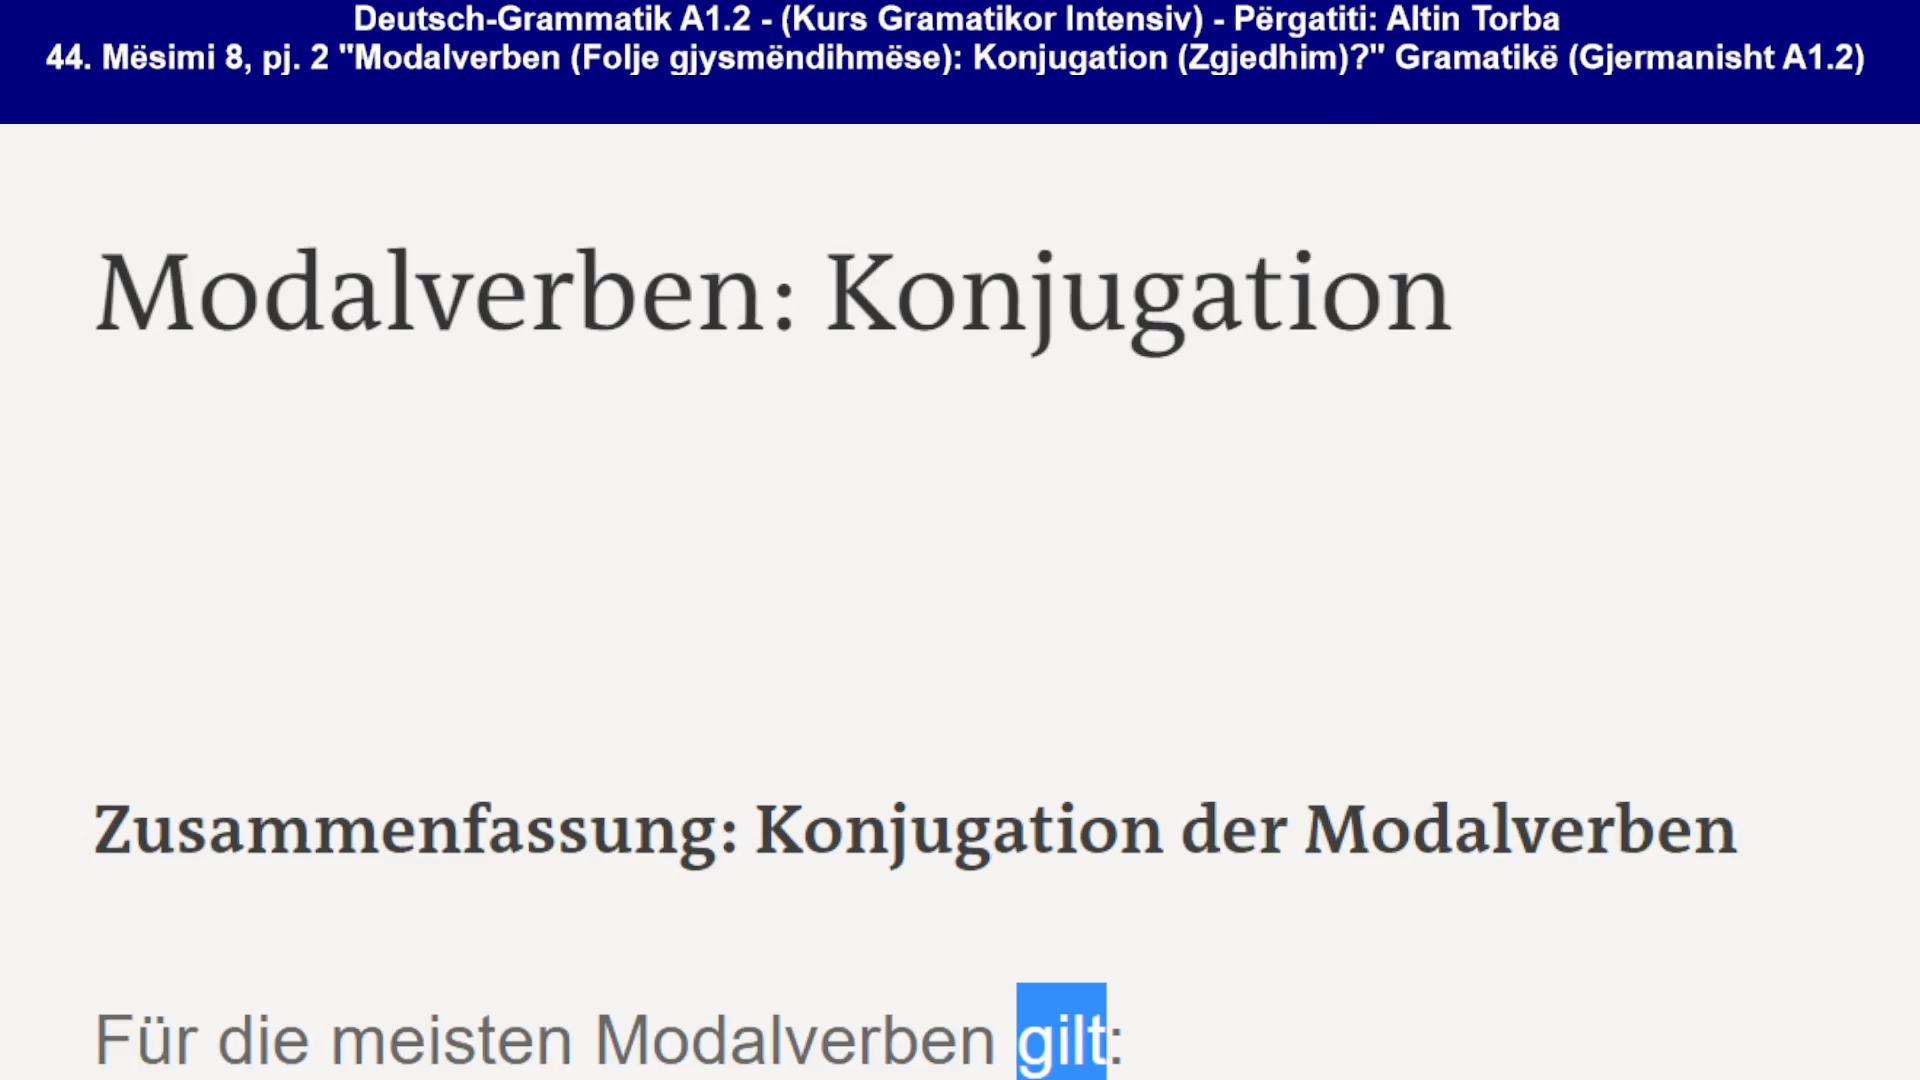 Deutsch-Grammatik A1.2 - (Kurs Gramatikor Intensiv) - Përgatiti: Altin Torba
44. Mësimi 8, pj. 2 "Modalverben (Folje gjysmëndihmëse): Konjugation (Zgjedhim)?" Gramatikë (Gjermanisht A1.2)
Modalverben: Konjugation
Zusammenfassung: Konjugation der Modalverben
Für die meisten Modalverben gilt: